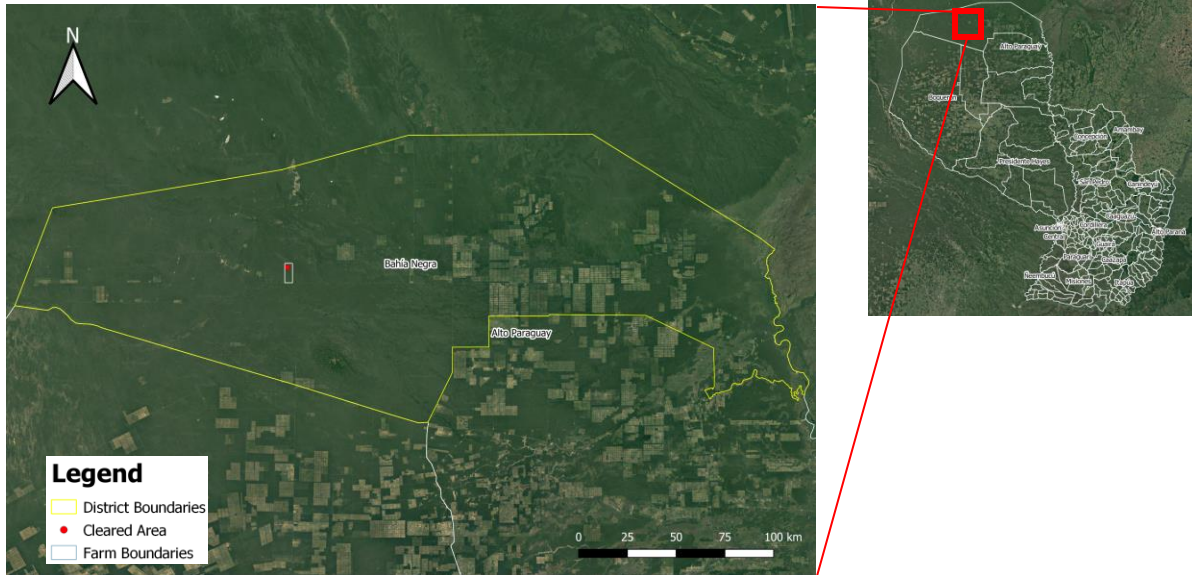 N
Bahía Negra
Alto Paraguay
Legend
District Boundaries
Cleared Area
Farm Boundaries
0 25 50 75 100 km
Alto Paraguay
Boquerón
Concepción
Amambay
Presidente Hayes
San Pedro
Canindeyú
Caaguazú
Asunción
Cordillera
Central
Alto Paraná
Guairá
Paraguarí
Caazapá
Ñeembucú
Misiones
Itapúa